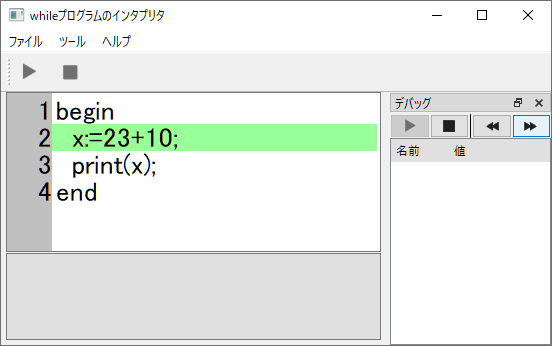 whileプログラムのインタプリタ
ファイル ツール ヘルプ
デバッグ
1 begin
2 x:=23+10;
3 print(x);
4 end
名前 値